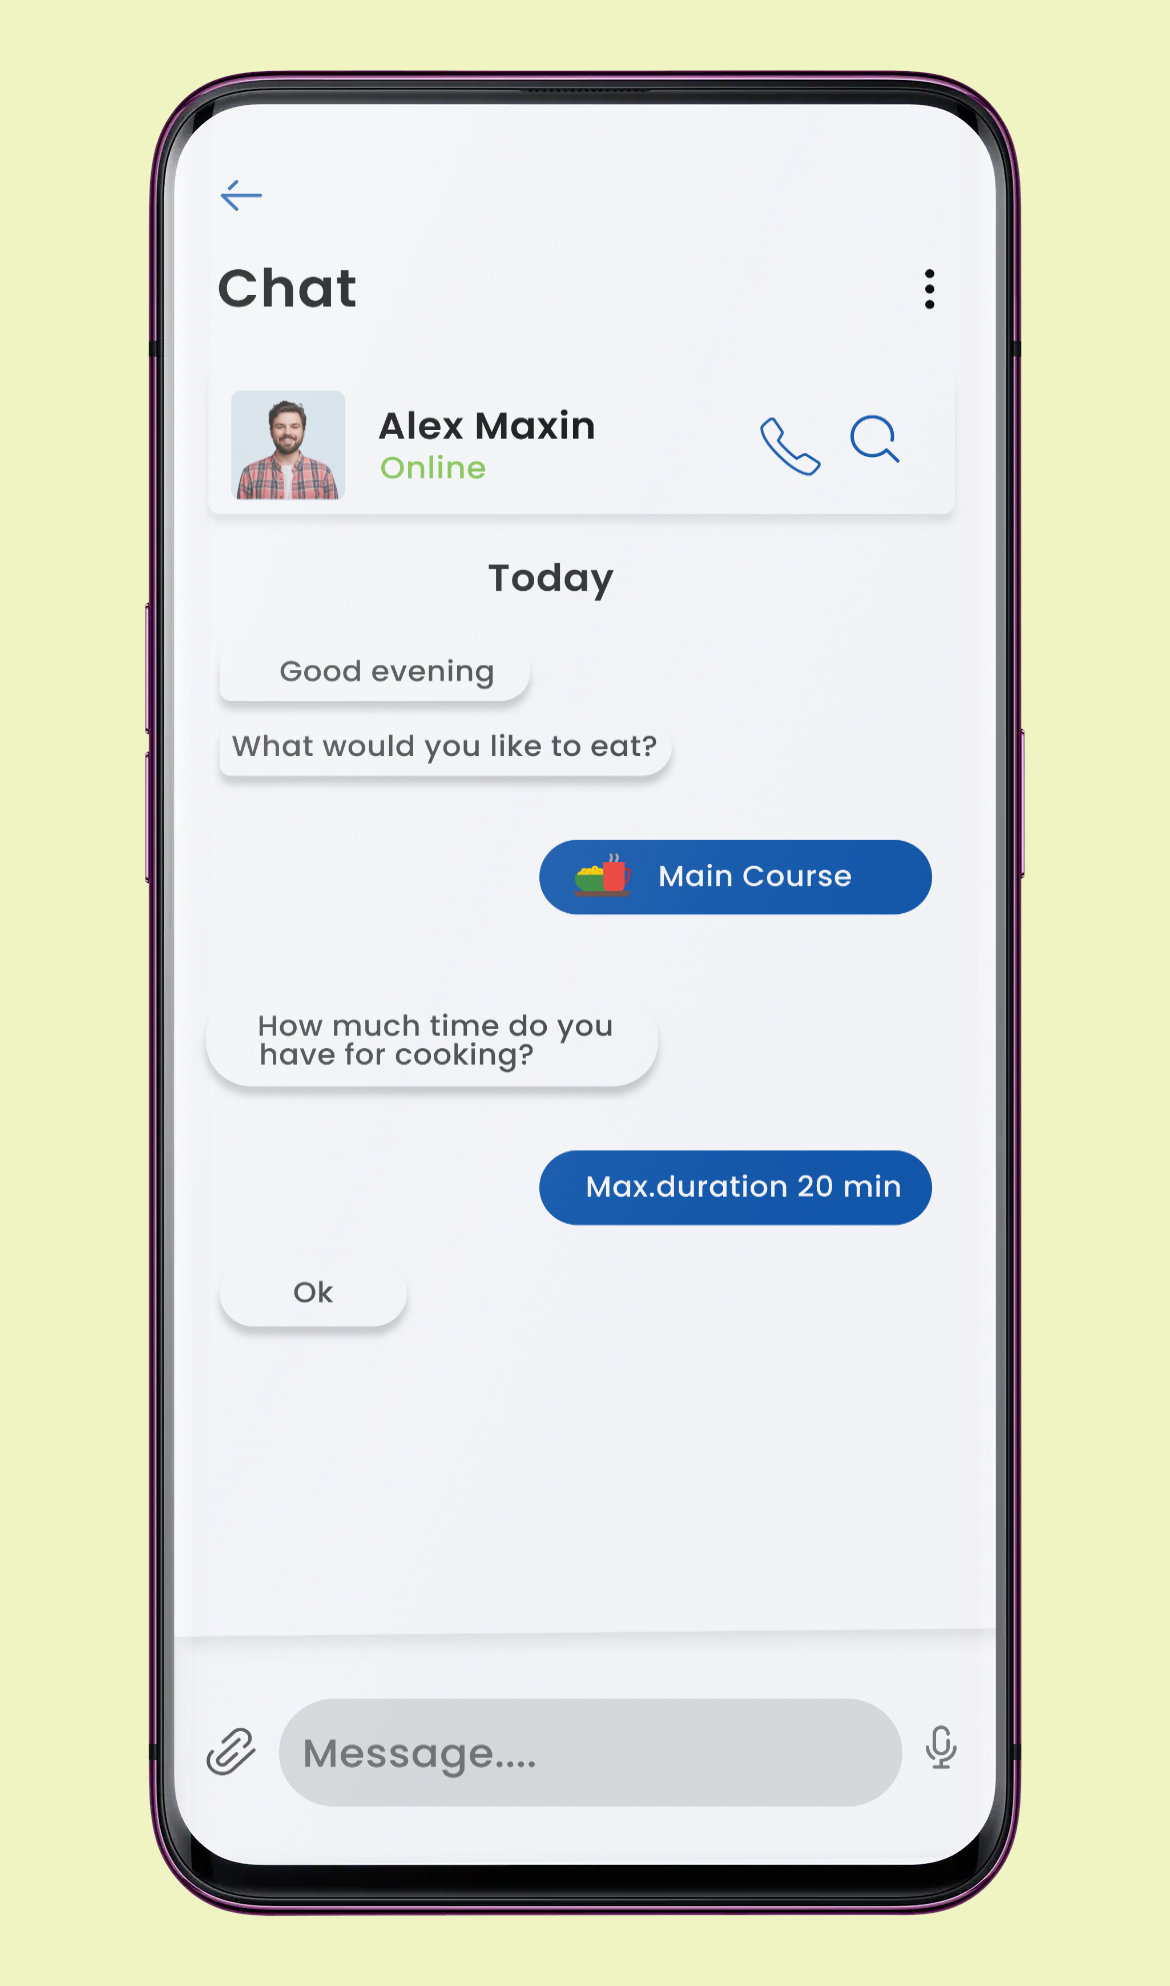 Chat
Alex Maxin
Online
Today
Good evening
What would you like to eat?
Main Course
How much time do you
have for cooking?
Max.duration 20 min
Ok
Message....